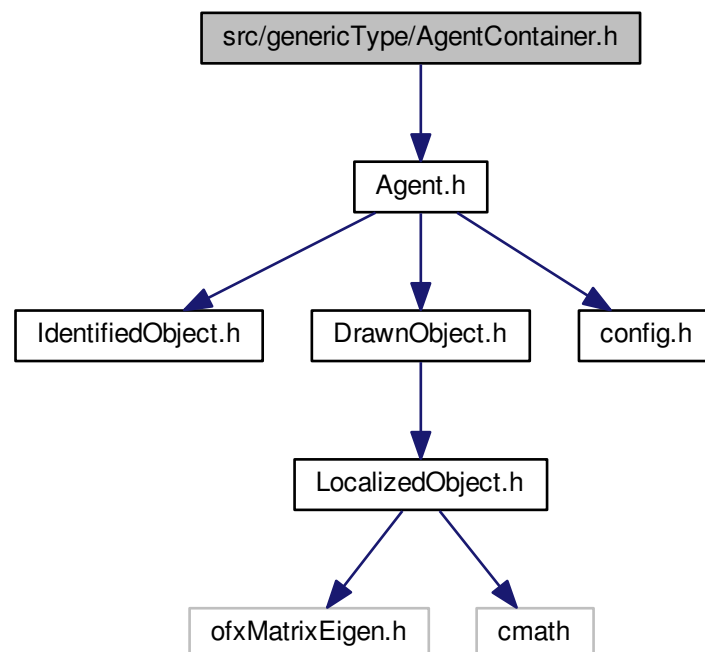 src/genericType/AgentContainer.h
Agent.h
IdentifiedObject.h
DrawnObject.h
config.h
LocalizedObject.h
ofxMatrixEigen.h
cmath